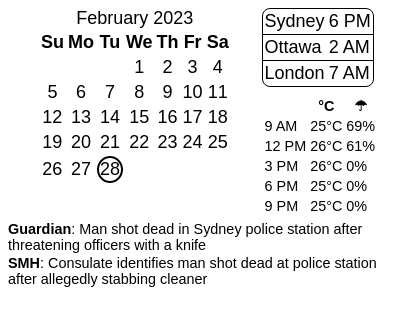 February 2023
Su Mo Tu We Th Fr Sa
1 2 3 4
5 6 7 8 9 10 11
12 13 14 15 16 17 18
19 20 21 22 23 24 25
26 27 28
Sydney 6 PM
Ottawa 2 AM
London 7 AM
°C ☂
9 AM 25°C 69%
12 PM 26°C 61%
3 PM 26°C 0%
6 PM 25°C 0%
9 PM 25°C 0%
Guardian: Man shot dead in Sydney police station after
threatening officers with a knife
SMH: Consulate identifies man shot dead at police station
after allegedly stabbing cleaner